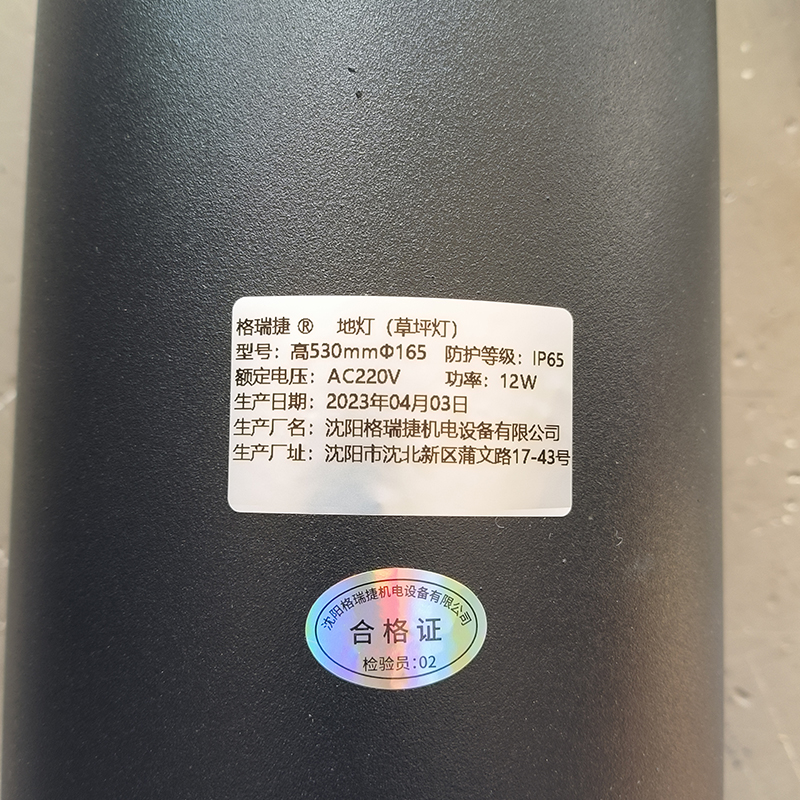 格瑞捷 ® 地灯（草坪灯）
型号：高530mmΦ165 防护等级：IP65
额定电压：AC220V 功率：12W
生产日期：2023年04月03日
生产厂名：沈阳格瑞捷机电设备有限公司
生产厂址：沈阳市沈北新区蒲文路17-43号
沈阳格瑞捷机电设备有限公司
合格证
检验员:02